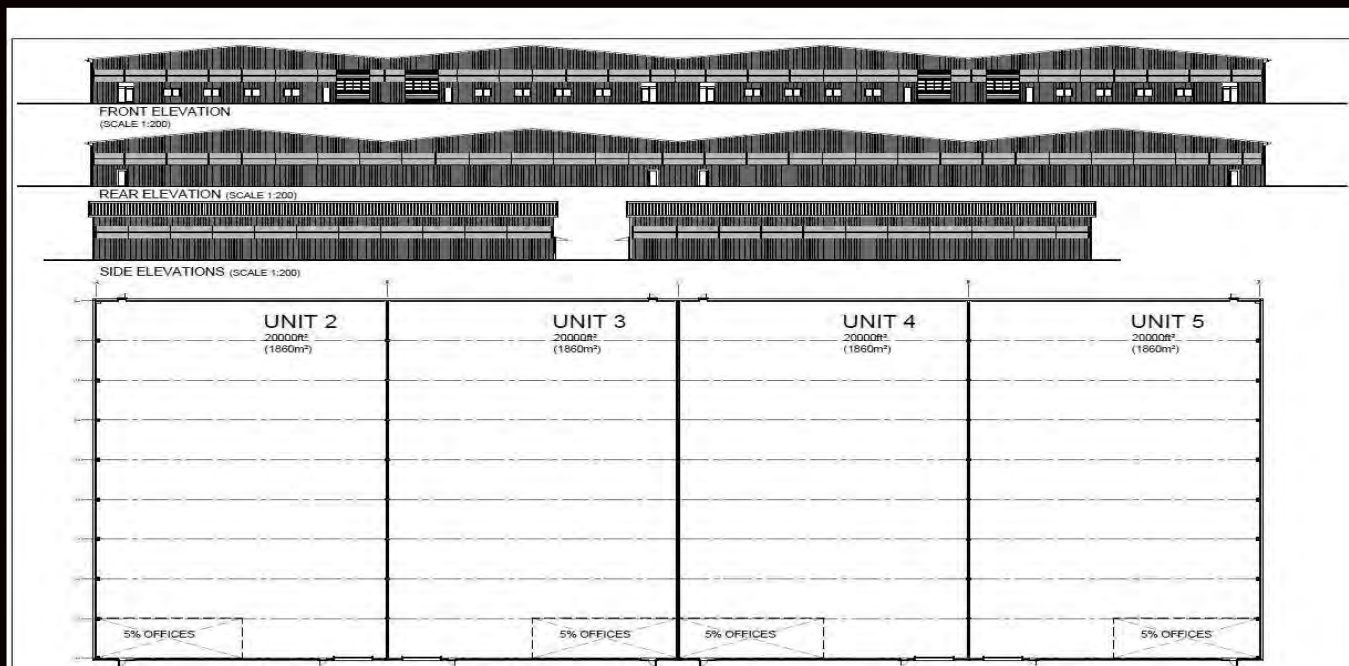 FRONT ELEVATION
(SCALE 1:200)
REAR ELEVATION (SCALE 1:200)
SIDE ELEVATIONS (SCALE 1:200)
UNIT 2
20000ft²
(1860m²)
UNIT 3
20000ft²
(1860m²)
UNIT 4
20000ft²
(1860m²)
UNIT 5
20000ft²
(1860m²)
5% OFFICES
5% OFFICES
5% OFFICES
5% OFFICES